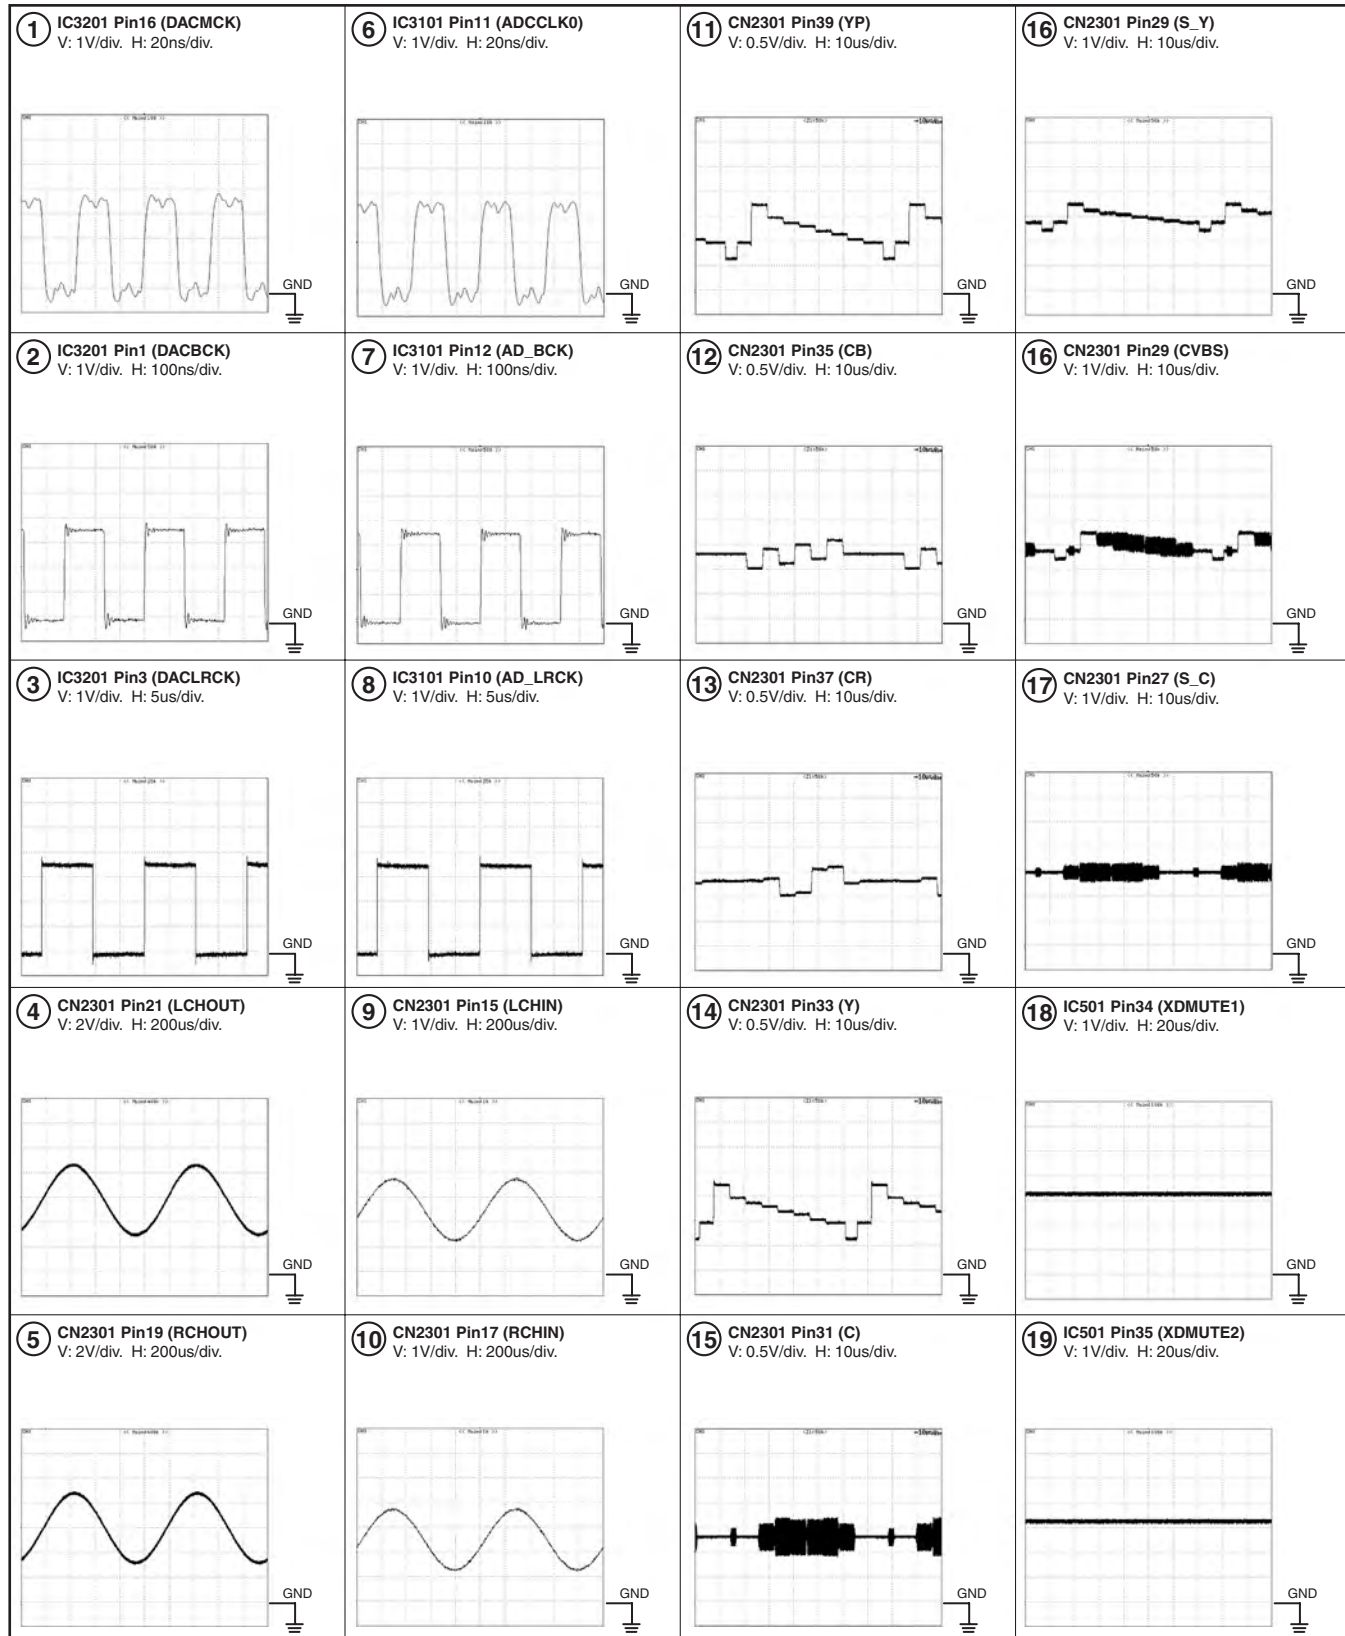 1 IC3201 Pin16 (DACMCK)
V: 1V/div. H: 20ns/div.
GND
6 IC3101 Pin11 (ADCCLK0)
V: 1V/div. H: 20ns/div.
GND
11 CN2301 Pin39 (YP)
V: 0.5V/div. H: 10us/div.
GND
16 CN2301 Pin29 (S_Y)
V: 1V/div. H: 10us/div.
GND
2 IC3201 Pin1 (DACBCK)
V: 1V/div. H: 100ns/div.
GND
7 IC3101 Pin12 (AD_BCK)
V: 1V/div. H: 100ns/div.
GND
12 CN2301 Pin35 (CB)
V: 0.5V/div. H: 10us/div.
GND
16 CN2301 Pin29 (CVBS)
V: 1V/div. H: 10us/div.
GND
3 IC3201 Pin3 (DACLRCK)
V: 1V/div. H: 5us/div.
GND
8 IC3101 Pin10 (AD_LRCK)
V: 1V/div. H: 5us/div.
GND
13 CN2301 Pin37 (CR)
V: 0.5V/div. H: 10us/div.
GND
17 CN2301 Pin27 (S_C)
V: 1V/div. H: 10us/div.
GND
4 CN2301 Pin21 (LCHOUT)
V: 2V/div. H: 200us/div.
GND
9 CN2301 Pin15 (LCHIN)
V: 1V/div. H: 200us/div.
GND
14 CN2301 Pin33 (Y)
V: 0.5V/div. H: 10us/div.
GND
18 IC501 Pin34 (XDMUTE1)
V: 1V/div. H: 20us/div.
GND
5 CN2301 Pin19 (RCHOUT)
V: 2V/div. H: 200us/div.
GND
10 CN2301 Pin17 (RCHIN)
V: 1V/div. H: 200us/div.
GND
15 CN2301 Pin31 (C)
V: 0.5V/div. H: 10us/div.
GND
19 IC501 Pin35 (XDMUTE2)
V: 1V/div. H: 20us/div.
GND